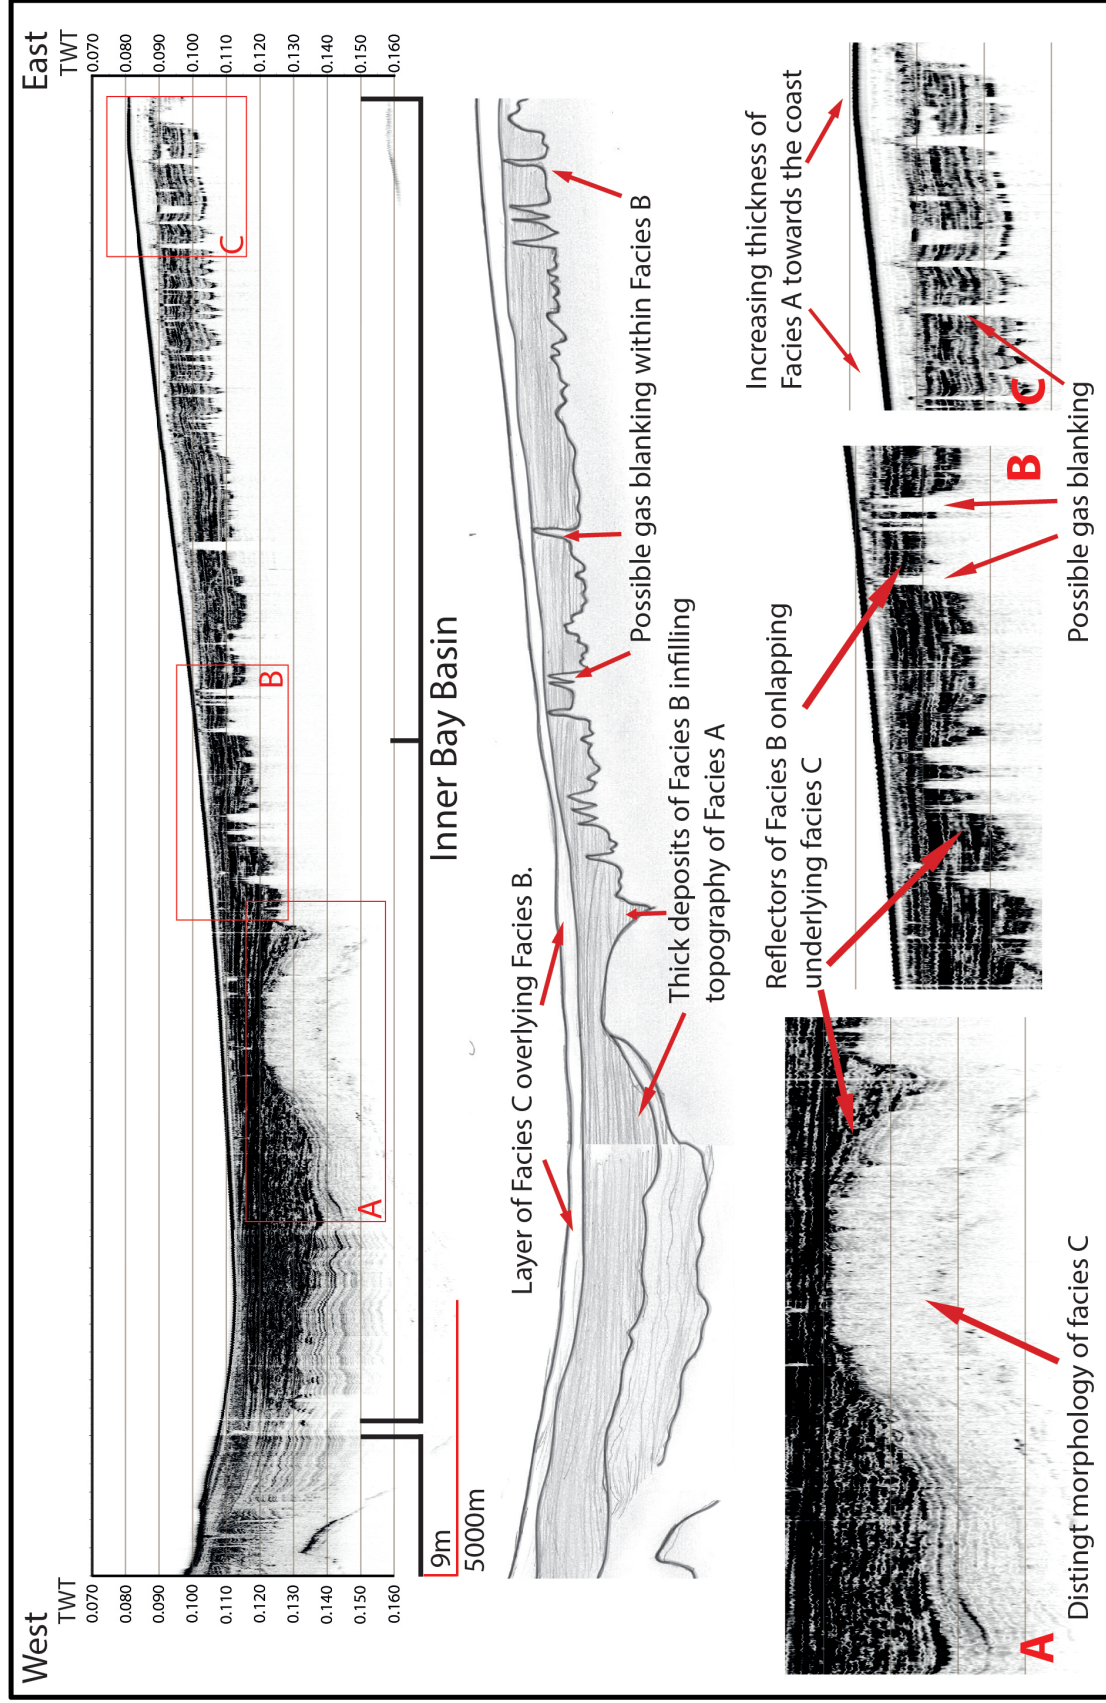 West
East
TWT
TWT
0.070
0.080
0.090
0.100
0.110
0.120
0.130
0.140
0.150
0.160
0.070
0.080
0.090
0.100
0.110
0.120
0.130
0.140
0.150
0.160
A
B
C
9m
5000m
Inner Bay Basin
Layer of Facies C overlying Facies B.
Possible gas blanking within Facies B
Thick deposits of Facies B infilling
topography of Facies A
Reflectors of Facies B onlapping
underlying facies C
Increasing thickness of
Facies A towards the coast
A
B
C
Distingt morphology of facies C
Possible gas blanking